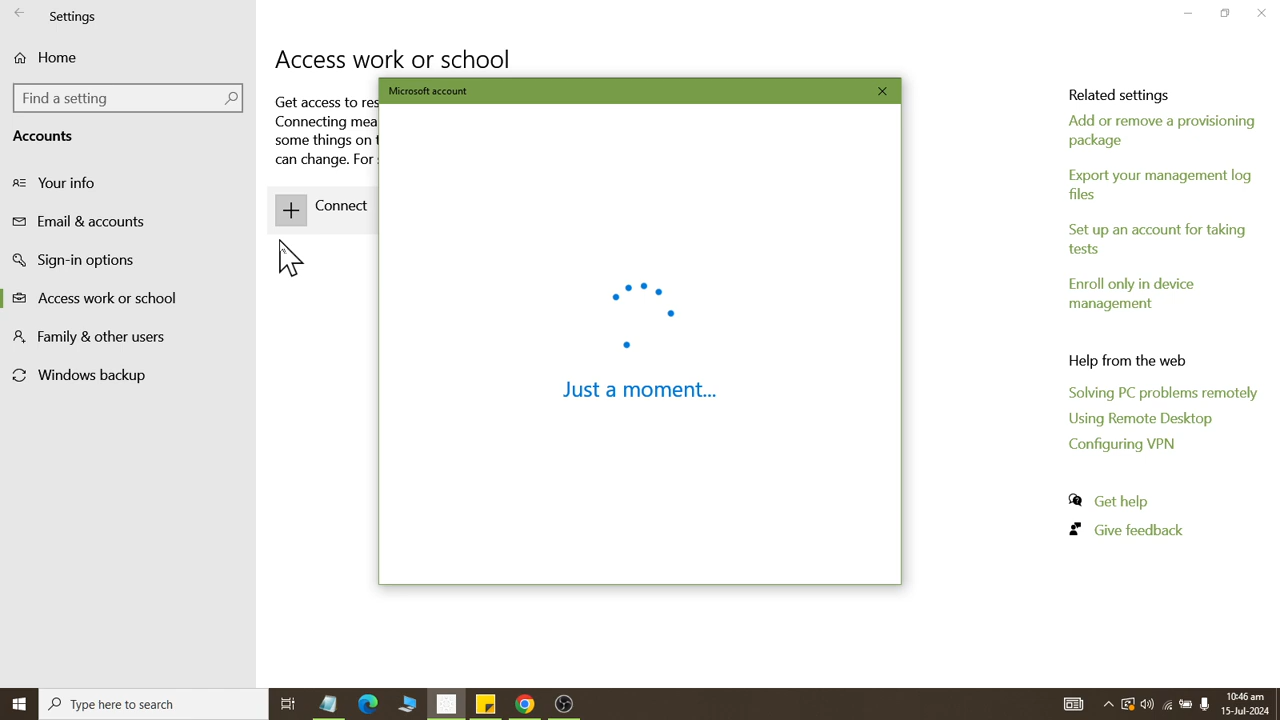 Settings
Home
Find a setting
Accounts
Your info
Email & accounts
Sign-in options
Access work or school
Family & other users
Windows backup
Access work or school
Get access to res
Connecting mea
some things on t
can change. For s
Connect
Microsoft account
Just a moment...
Related settings
Add or remove a provisioning
package
Export your management log
files
Set up an account for taking
tests
Enroll only in device
management
Help from the web
Solving PC problems remotely
Using Remote Desktop
Configuring VPN
Get help
Give feedback
Type here to search
10:46 am
15-Jul-2024